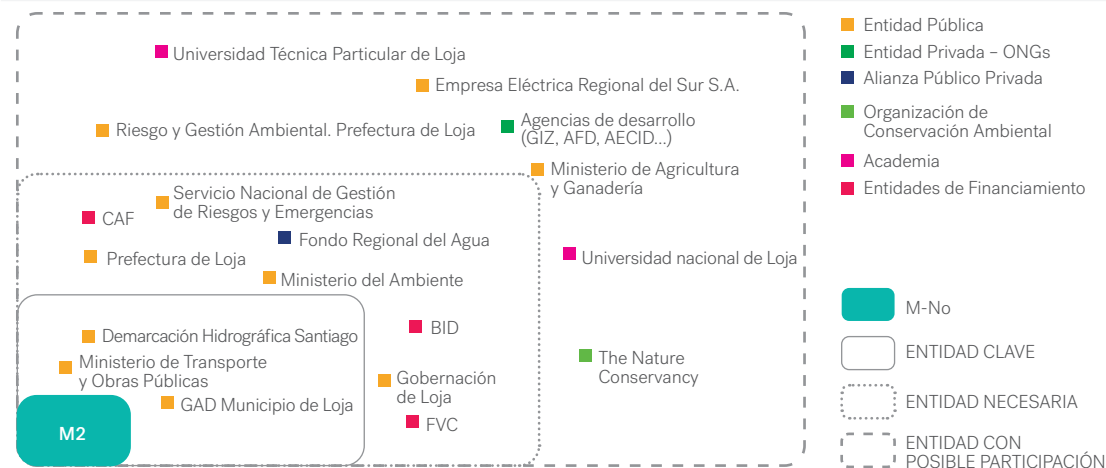 Universidad Técnica Particular de Loja
Empresa Eléctrica Regional del Sur S.A.
Riesgo y Gestión Ambiental. Prefectura de Loja
Agencias de desarrollo
(GIZ, AFD, AECID...)
Ministerio de Agricultura
y Ganadería
Servicio Nacional de Gestión
de Riesgos y Emergencias
CAF
Fondo Regional del Agua
Prefectura de Loja
Universidad nacional de Loja
Ministerio del Ambiente
BID
Demarcación Hidrográfica Santiago
Ministerio de Transporte
y Obras Públicas
The Nature
Conservancy
Gobernación
de Loja
GAD Municipio de Loja
FVC
M2
Entidad Pública
Entidad Privada – ONGs
Alianza Público Privada
Organización de
Conservación Ambiental
Academia
Entidades de Financiamiento
M-No
ENTIDAD CLAVE
ENTIDAD NECESARIA
ENTIDAD CON
POSIBLE PARTICIPACIÓN